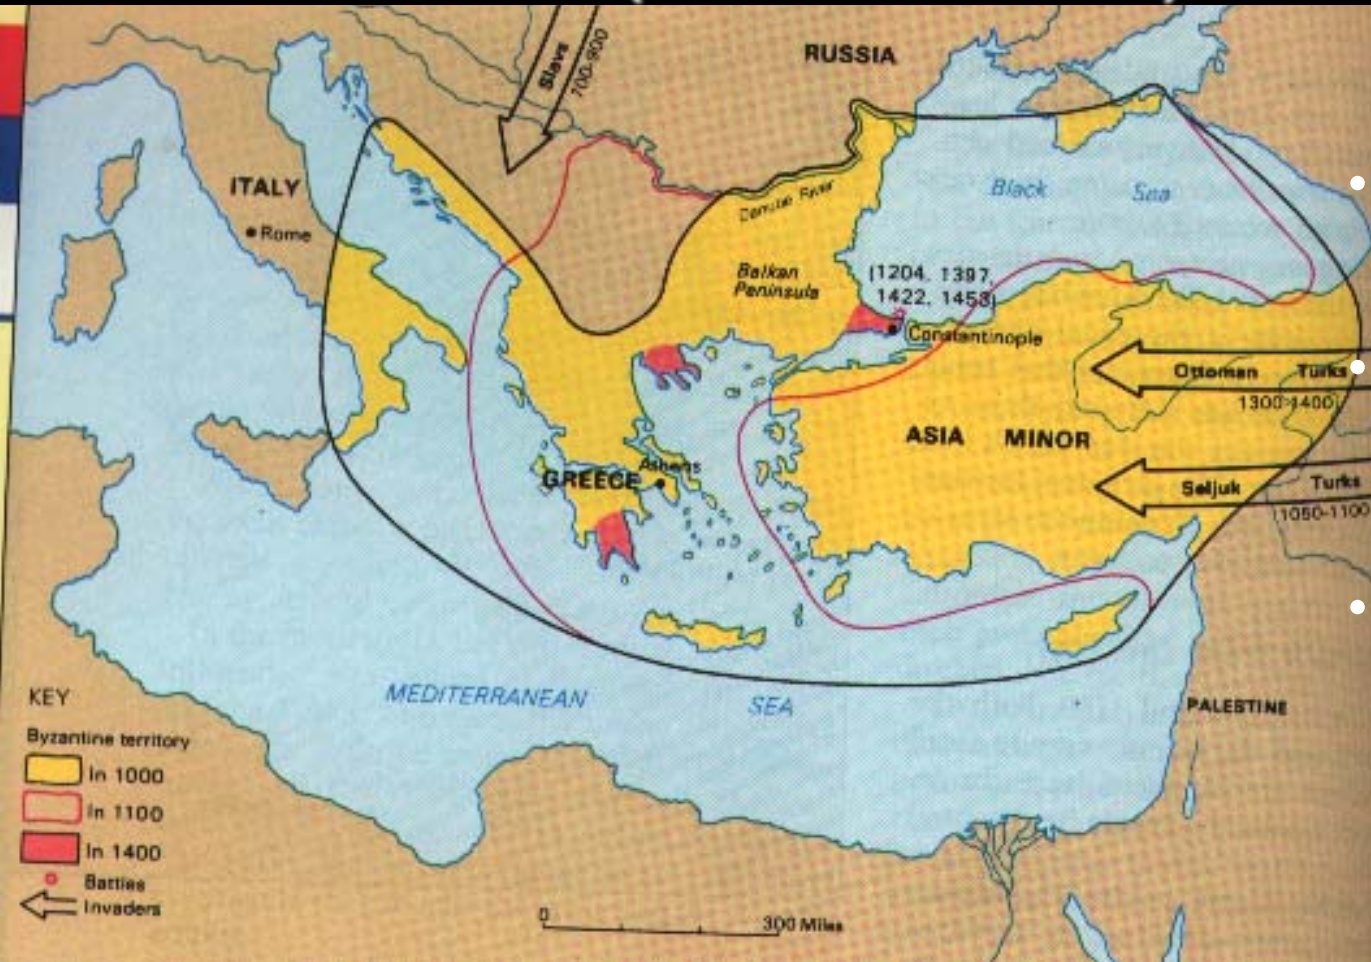 Slavs
700-900
RUSSIA
ITALY
Rome
Black Sea
Danube River
Balkan
Peninsula
(1204, 1397,
1422, 1453)
Constantinople
Ottoman Turks
1300-1400
ASIA MINOR
Athens
GREECE
Seljuk Turks
(1050-1100
MEDITERRANEAN SEA
PALESTINE
KEY
Byzantine territory
In 1000
In 1100
In 1400
Battles
Invaders
0 300 Miles